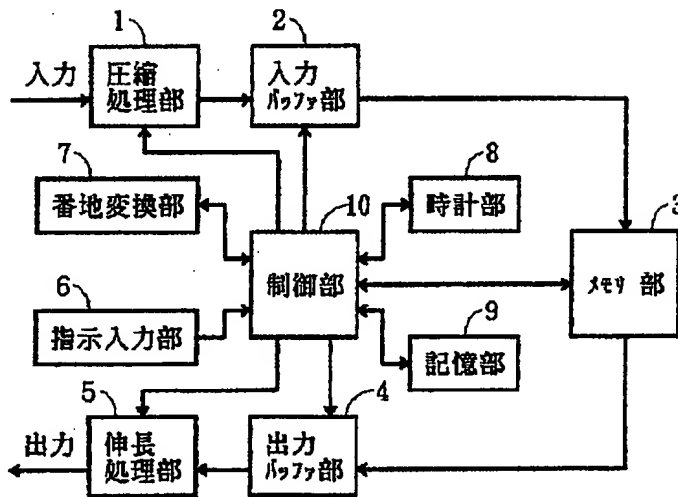 1
2
入力
圧縮
処理部
入力
バッファ部
7
8
番地変換部
10
時計部
3
制御部
メモリ部
6
9
指示入力部
記憶部
5
4
出力
伸長
処理部
出力
バッファ部